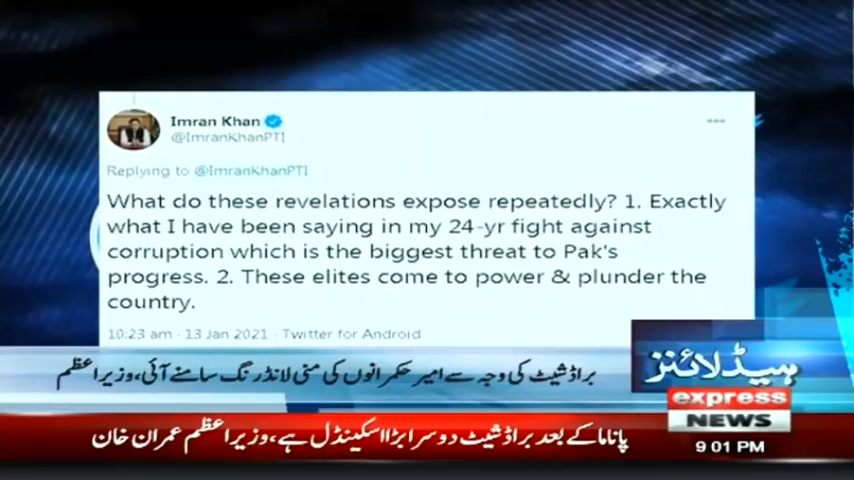 Imran Khan
@ImranKhanPTI
Replying to @ImranKhanPTI
What do these revelations expose repeatedly? 1. Exactly
what I have been saying in my 24-yr fight against
corruption which is the biggest threat to Pak's
progress. 2. These elites come to power & plunder the
country.
10:23 am · 13 Jan 2021 · Twitter for Android
براڈشیٹ کی وجہ سے امیر حکمرانوں کی منی لانڈرنگ سامنے آئی، وزیراعظم
ہیڈلائنز
express
NEWS
پاناما کے بعد براڈشیٹ دوسرا بڑا اسکینڈل ہے، وزیراعظم عمران خان
9:01 PM